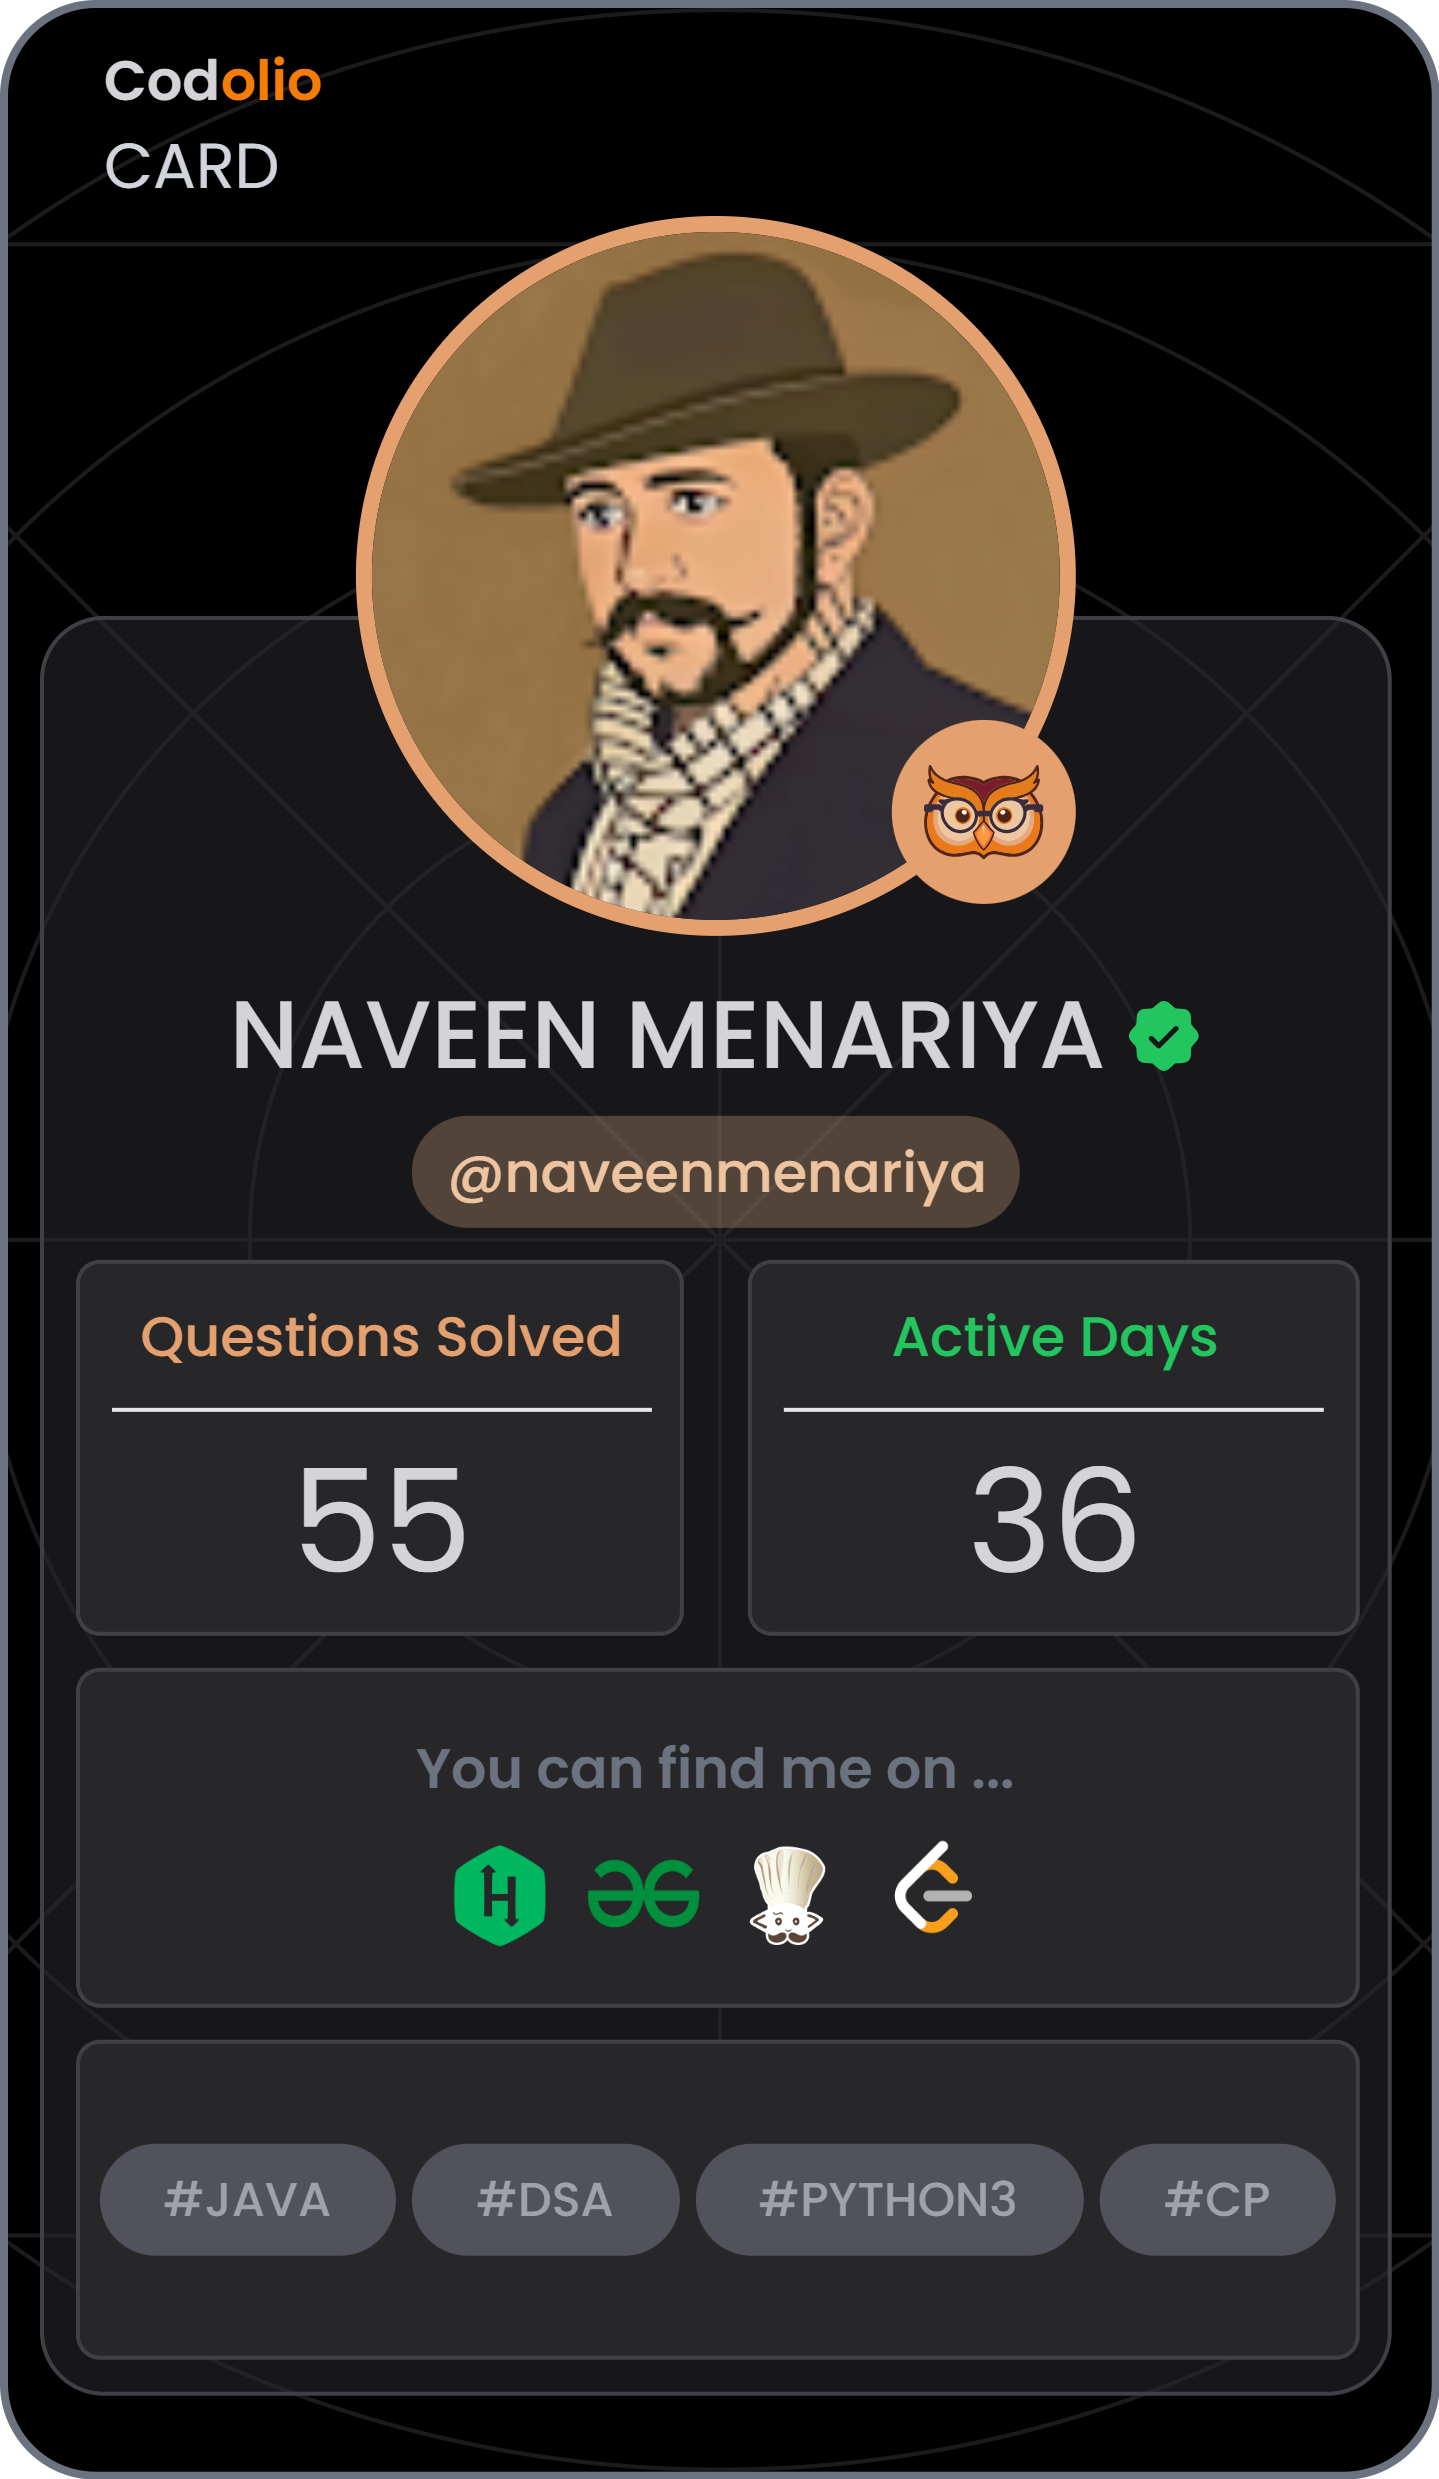 Codolio
CARD
NAVEEN MENARIYA
@naveenmenariya
Questions Solved
Active Days
55
36
You can find me on ...
#JAVA #DSA #PYTHON3 #CP